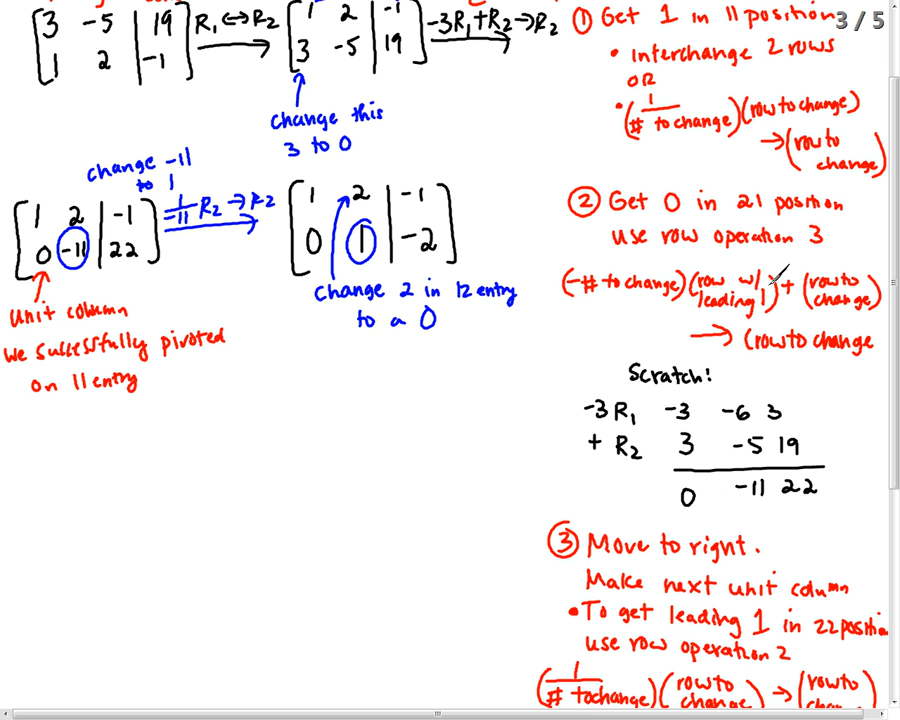 3 -5 | 19 R₁ ↔ R₂ 1 2 | -1 -3R₁ + R₂ → R₂
1 2 | -1 3 -5 | 19
change this
3 to 0
change -11
to 1
1 2 | -1 1/-11 R₂ → R₂ 1 2 | -1
0 -11 | 22 0 1 | -2
change 2 in 12 entry
to a 0
unit column
we successfully pivoted
on 11 entry
3 / 5
① Get 1 in 11 position
• interchange 2 rows
OR
• (1/# to change)(row to change)
→ (row to
change)
② Get 0 in 21 position
use row operation 3
(-# to change)(row w/ leading 1) + (row to change)
→ (row to change
Scratch!
-3R₁ -3 -6 3
+ R₂ 3 -5 19
0 -11 22
③ Move to right.
Make next unit column
• To get leading 1 in 22 position
use row operation 2
(1/# to change)(row to change) → (row to change